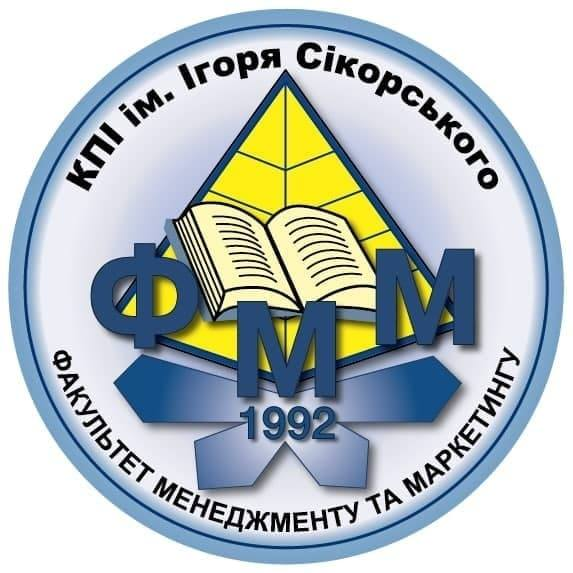 КПІ ім. Ігоря Сікорського
ФММ
1992
ФАКУЛЬТЕТ МЕНЕДЖМЕНТУ ТА МАРКЕТИНГУ